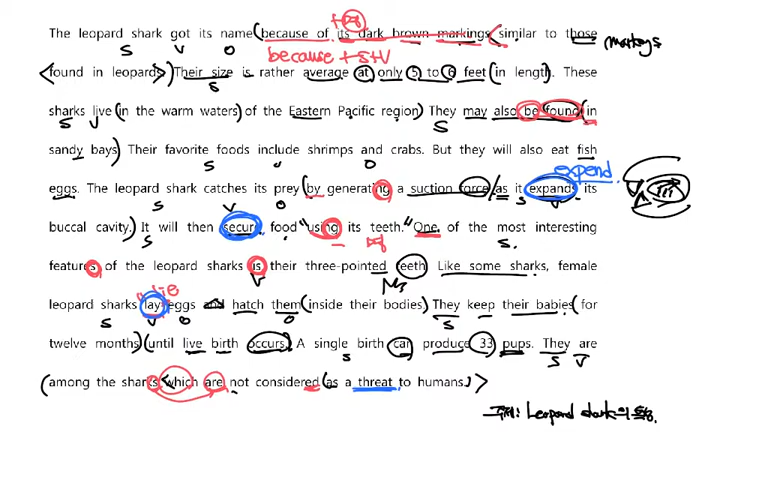 The leopard shark got its name because of its dark brown markings similar to those markeys
S V O
because + S + V
found in leopards. Their size is rather average at only 5 to 6 feet in length. These
S
sharks live in the warm waters of the Eastern Pacific region. They may also be found in
S V S
sandy bays. Their favorite foods include shrimps and crabs. But they will also eat fish
S O
expend
eggs. The leopard shark catches its prey by generating a suction force as it expands its
S V O S V
buccal cavity. It will then secure food using its teeth. One of the most interesting
S S
features of the leopard sharks is their three-pointed teeth. Like some sharks, female
V
lie
leopard sharks lay eggs and hatch them inside their bodies. They keep their babies for
S V O O S
twelve months until live birth occurs. A single birth can produce 33 pups. They are
S S V
among the sharks which are not considered as a threat to humans.
주제: Leopard shark의 특징.